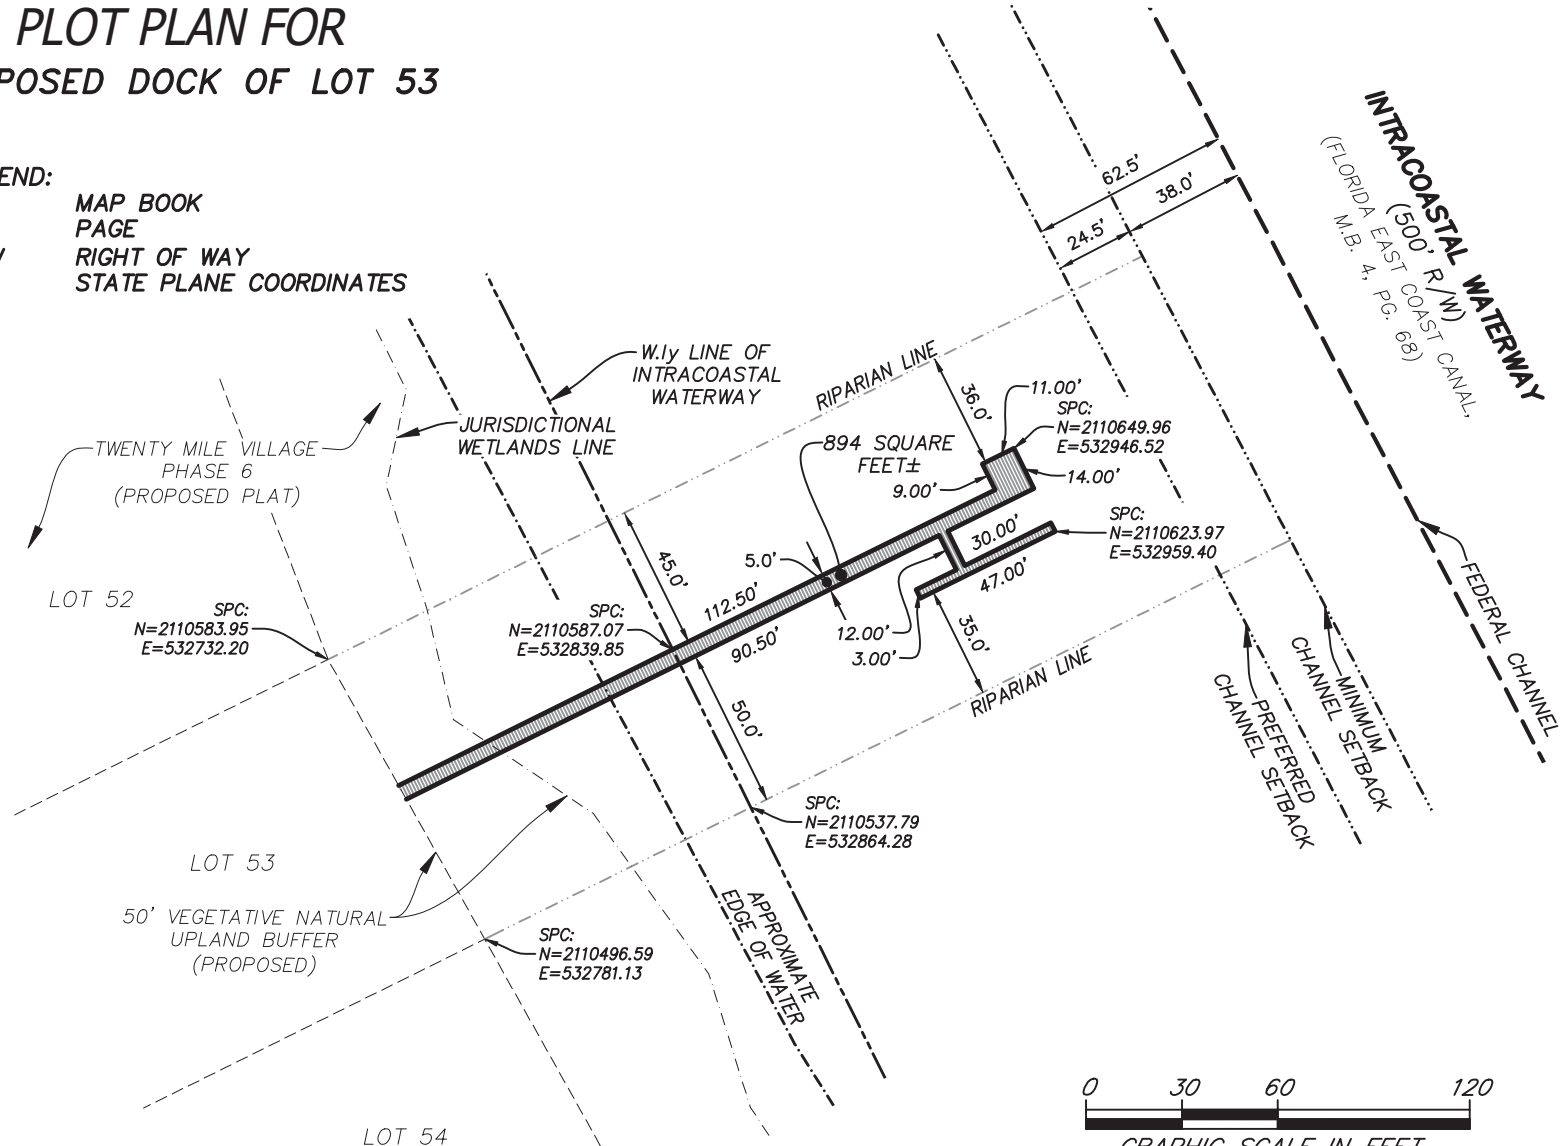 PLOT PLAN FOR
POSED DOCK OF LOT 53
END:
MAP BOOK
PAGE
RIGHT OF WAY
STATE PLANE COORDINATES
INTRACOASTAL WATERWAY
(500' R/W)
(FLORIDA EAST COAST CANAL,
M.B. 4, PG. 68)
62.5'
38.0'
24.5'
W.ly LINE OF
INTRACOASTAL
WATERWAY
JURISDICTIONAL
WETLANDS LINE
TWENTY MILE VILLAGE
PHASE 6
(PROPOSED PLAT)
RIPARIAN LINE
36.0'
11.00'
SPC:
N=2110649.96
E=532946.52
894 SQUARE
FEET±
9.00'
14.00'
SPC:
N=2110623.97
E=532959.40
30.00'
47.00'
45.0'
5.0'
112.50'
90.50'
12.00'
3.00'
35.0'
RIPARIAN LINE
LOT 52
SPC:
N=2110583.95
E=532732.20
SPC:
N=2110587.07
E=532839.85
50.0'
FEDERAL CHANNEL
MINIMUM
CHANNEL SETBACK
PREFERRED
CHANNEL SETBACK
SPC:
N=2110537.79
E=532864.28
LOT 53
50' VEGETATIVE NATURAL
UPLAND BUFFER
(PROPOSED)
SPC:
N=2110496.59
E=532781.13
APPROXIMATE
EDGE OF WATER
LOT 54
0 30 60 120
GRAPHIC SCALE IN FEET